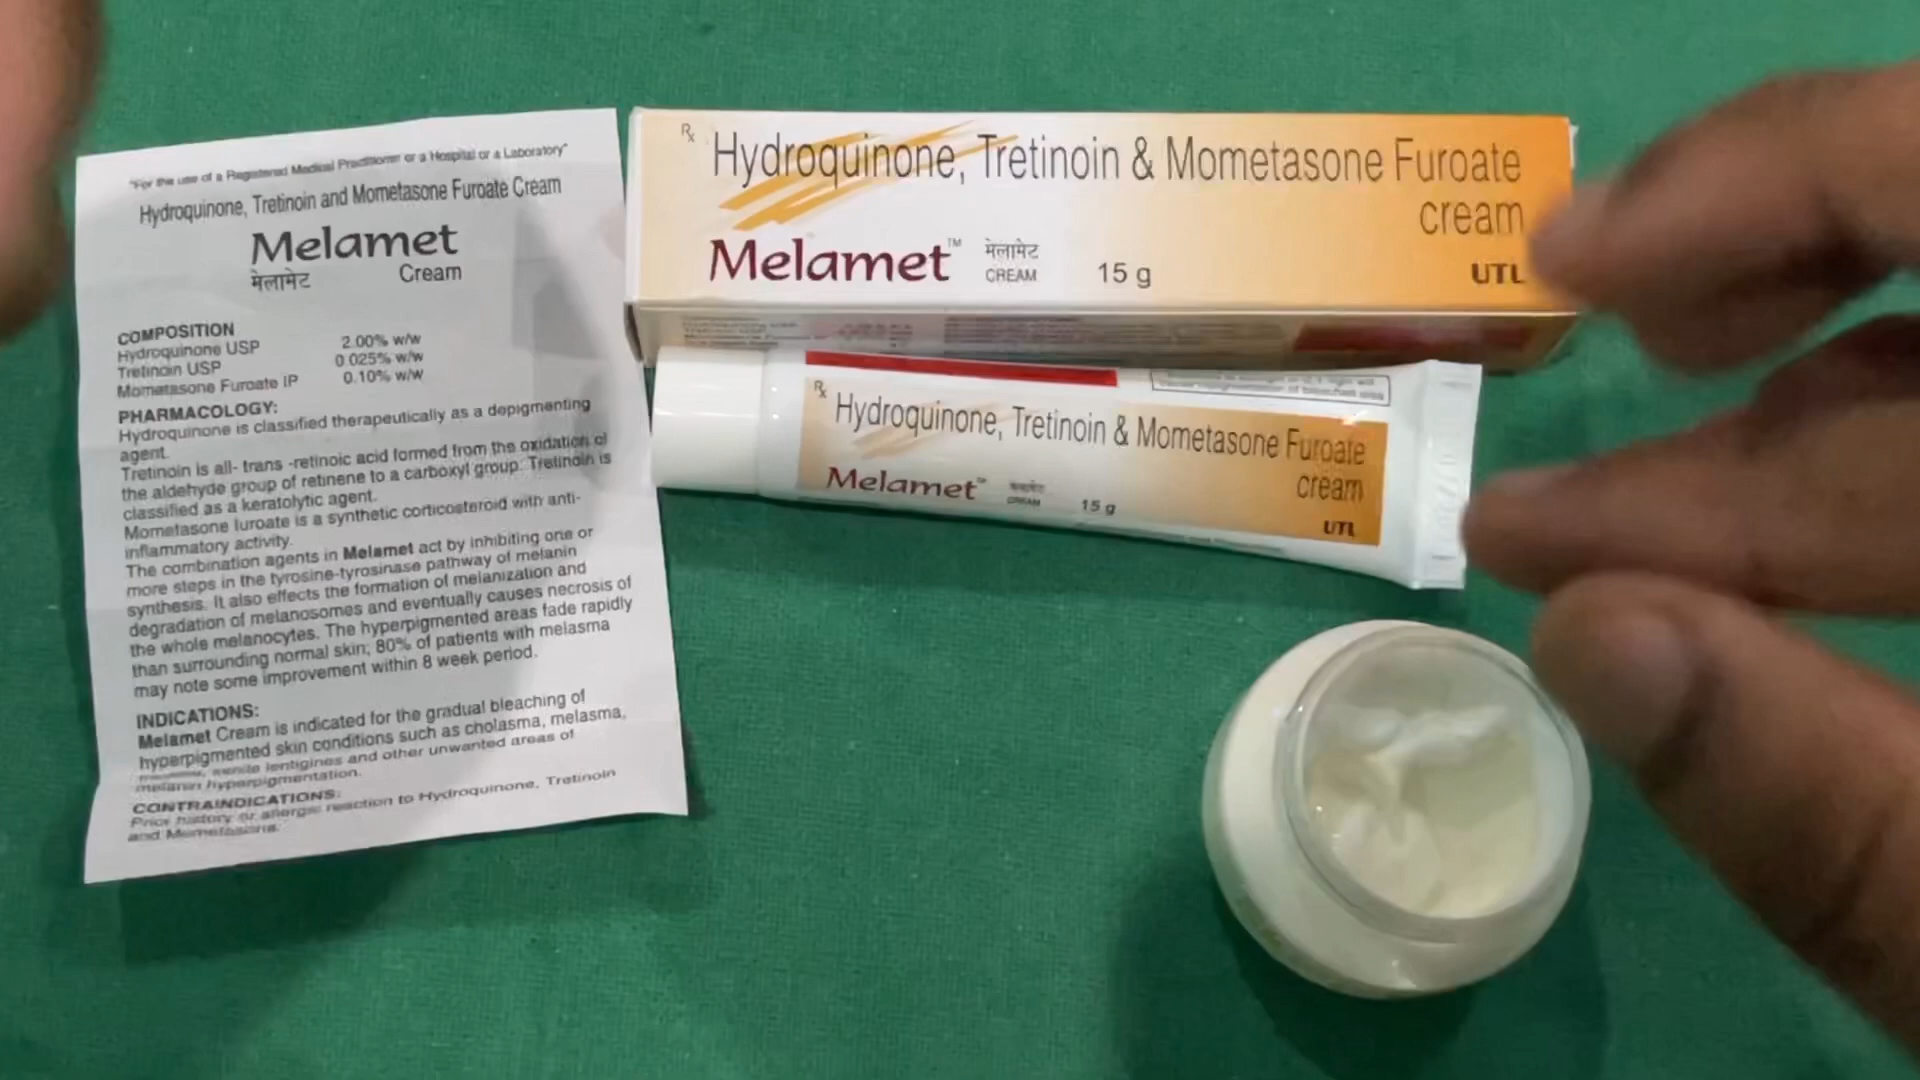 "For the use of a Registered Medical Practitioner or a Hospital or a Laboratory"
Hydroquinone, Tretinoin and Mometasone Furoate Cream
Melamet
मेलामेट Cream
COMPOSITION
Hydroquinone USP 2.00% w/w
Tretinoin USP 0.025% w/w
Mometasone Furoate IP 0.10% w/w
PHARMACOLOGY:
Hydroquinone is classified therapeutically as a depigmenting
agent.
Tretinoin is all- trans -retinoic acid formed from the oxidation of
the aldehyde group of retinene to a carboxyl group. Tretinoin is
classified as a keratolytic agent.
Mometasone furoate is a synthetic corticosteroid with anti-
inflammatory activity.
The combination agents in Melamet act by inhibiting one or
more steps in the tyrosine-tyrosinase pathway of melanin
synthesis. It also effects the formation of melanization and
degradation of melanosomes and eventually causes necrosis of
the whole melanocytes. The hyperpigmented areas fade rapidly
than surrounding normal skin; 80% of patients with melasma
may note some improvement within 8 week period.
INDICATIONS:
Melamet Cream is indicated for the gradual bleaching of
hyperpigmented skin conditions such as cholasma, melasma,
senile lentigines and other unwanted areas of
melanin hyperpigmentation.
CONTRAINDICATIONS:
Prior history or allergic reaction to Hydroquinone, Tretinoin
and Mometasone.
Rx Hydroquinone, Tretinoin & Mometasone Furoate
cream
Melamet™ मेलामेट
CREAM 15 g UTL
Rx Hydroquinone, Tretinoin & Mometasone Furoate
cream
Melamet™ मेलामेट
CREAM 15 g
UTL